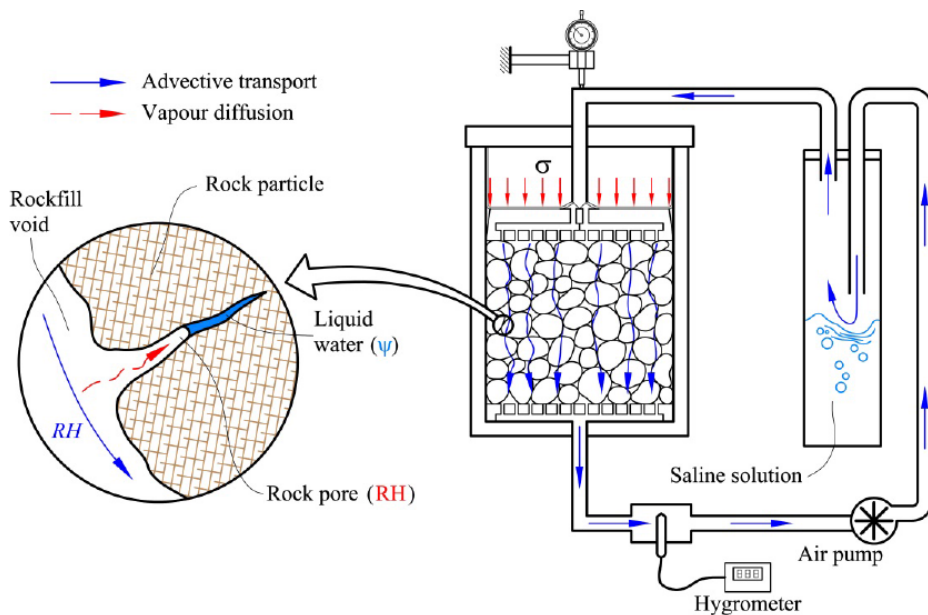 Advective transport
Vapour diffusion
Rock particle
Rockfill
void
σ
Liquid
water (ψ)
RH
Rock pore (RH)
Saline solution
Air pump
Hygrometer